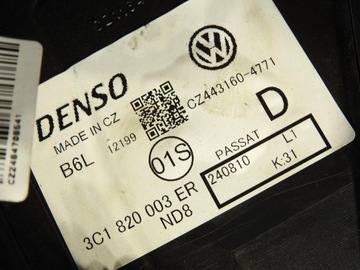 DENSO
MADE IN CZ
B6L
12199
CZ443160-4771
01S
D
PASSAT L1
240810 K:31
3C1 820 003 ER
ND8